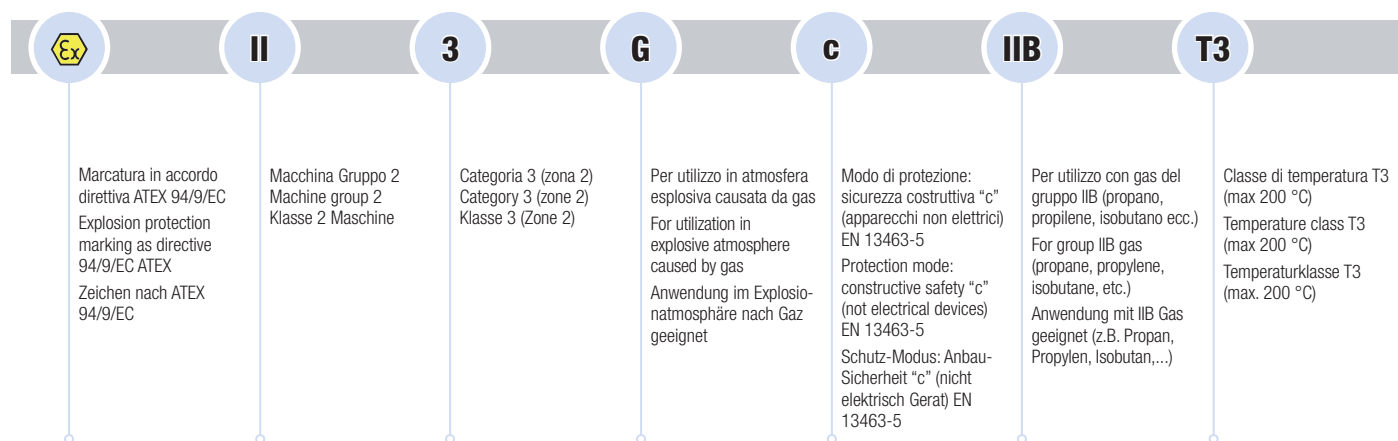 Ex
II
3
G
c
IIB
T3
Marcatura in accordo
direttiva ATEX 94/9/EC
Explosion protection
marking as directive
94/9/EC ATEX
Zeichen nach ATEX
94/9/EC
Macchina Gruppo 2
Machine group 2
Klasse 2 Maschine
Categoria 3 (zona 2)
Category 3 (zone 2)
Klasse 3 (Zone 2)
Per utilizzo in atmosfera
esplosiva causata da gas
For utilization in
explosive atmosphere
caused by gas
Anwendung im Explosio-
natmosphäre nach Gaz
geeignet
Modo di protezione:
sicurezza costruttiva “c”
(apparecchi non elettrici)
EN 13463-5
Protection mode:
constructive safety “c”
(not electrical devices)
EN 13463-5
Schutz-Modus: Anbau-
Sicherheit “c” (nicht
elektrisch Gerat) EN
13463-5
Per utilizzo con gas del
gruppo IIB (propano,
propilene, isobutano ecc.)
For group IIB gas
(propane, propylene,
isobutane, etc.)
Anwendung mit IIB Gas
geeignet (z.B. Propan,
Propylen, Isobutan,...)
Classe di temperatura T3
(max 200 °C)
Temperature class T3
(max 200 °C)
Temperaturklasse T3
(max. 200 °C)